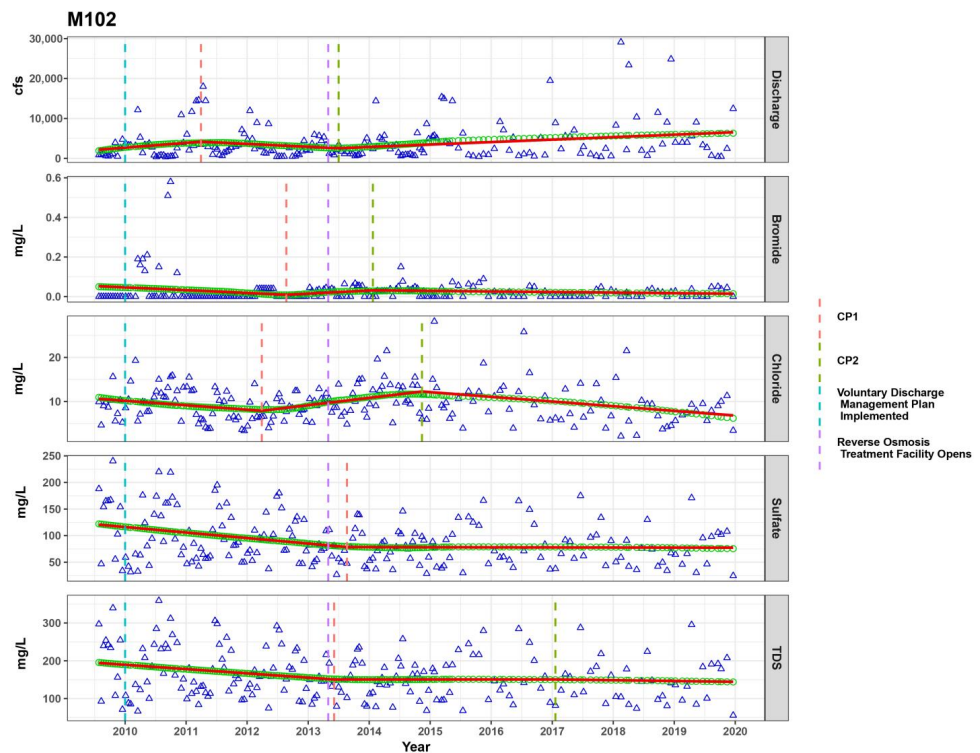 M102
30,000
20,000
10,000
0
cfs
Discharge
0.6
0.4
0.2
0.0
mg/L
Bromide
20
10
mg/L
Chloride
250
200
150
100
50
mg/L
Sulfate
300
200
100
mg/L
TDS
2010 2011 2012 2013 2014 2015 2016 2017 2018 2019 2020
Year
CP1
CP2
Voluntary Discharge
Management Plan
Implemented
Reverse Osmosis
Treatment Facility Opens